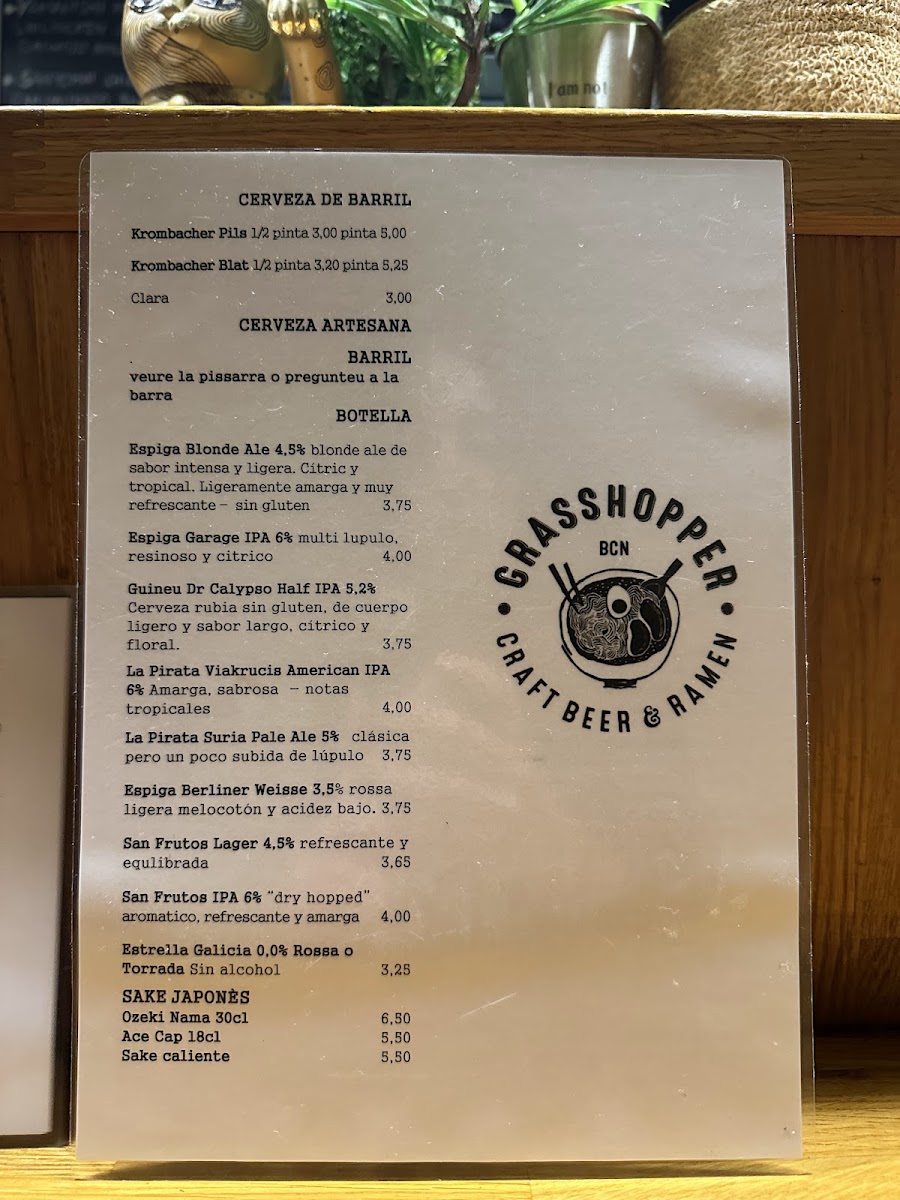 I am not
CERVEZA DE BARRIL
Krombacher Pils 1/2 pinta 3,00 pinta 5,00
Krombacher Blat 1/2 pinta 3,20 pinta 5,25
Clara 3,00
CERVEZA ARTESANA
BARRIL
veure la pissarra o pregunteu a la
barra
BOTELLA
Espiga Blonde Ale 4,5% blonde ale de
sabor intensa y ligera. Cítric y
tropical. Ligeramente amarga y muy
refrescante – sin gluten 3,75
Espiga Garage IPA 6% multi lupulo,
resinoso y citrico 4,00
Guineu Dr Calypso Half IPA 5,2%
Cerveza rubia sin gluten, de cuerpo
ligero y sabor largo, cítrico y
floral. 3,75
La Pirata Viakrucis American IPA
6% Amarga, sabrosa – notas
tropicales 4,00
La Pirata Suria Pale Ale 5% clásica
pero un poco subida de lúpulo 3,75
Espiga Berliner Weisse 3,5% rossa
ligera melocotón y acidez bajo. 3,75
San Frutos Lager 4,5% refrescante y
equlibrada 3,65
San Frutos IPA 6% “dry hopped”
aromatico, refrescante y amarga 4,00
Estrella Galicia 0,0% Rossa o
Torrada Sin alcohol 3,25
SAKE JAPONÈS
Ozeki Nama 30cl 6,50
Ace Cap 18cl 5,50
Sake caliente 5,50
GRASSHOPPER
BCN
CRAFT BEER & RAMEN